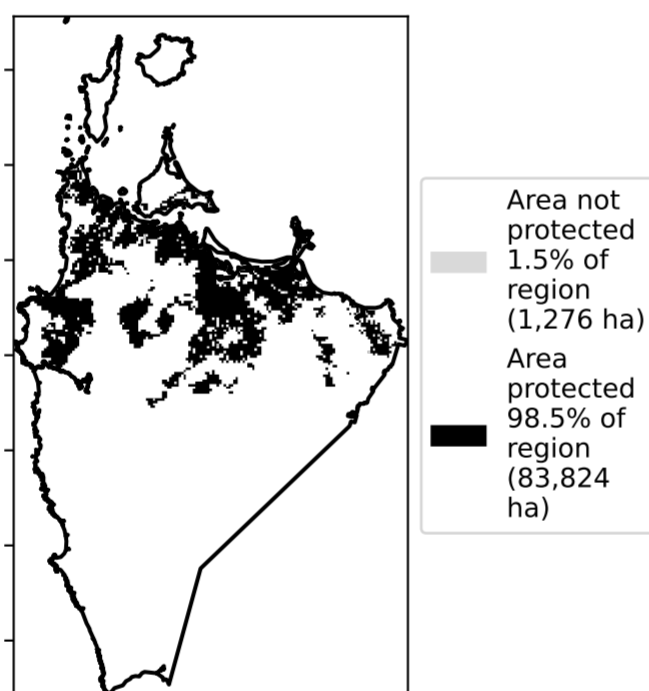 Area not
protected
1.5% of
region
(1,276 ha)
Area
protected
98.5% of
region
(83,824
ha)